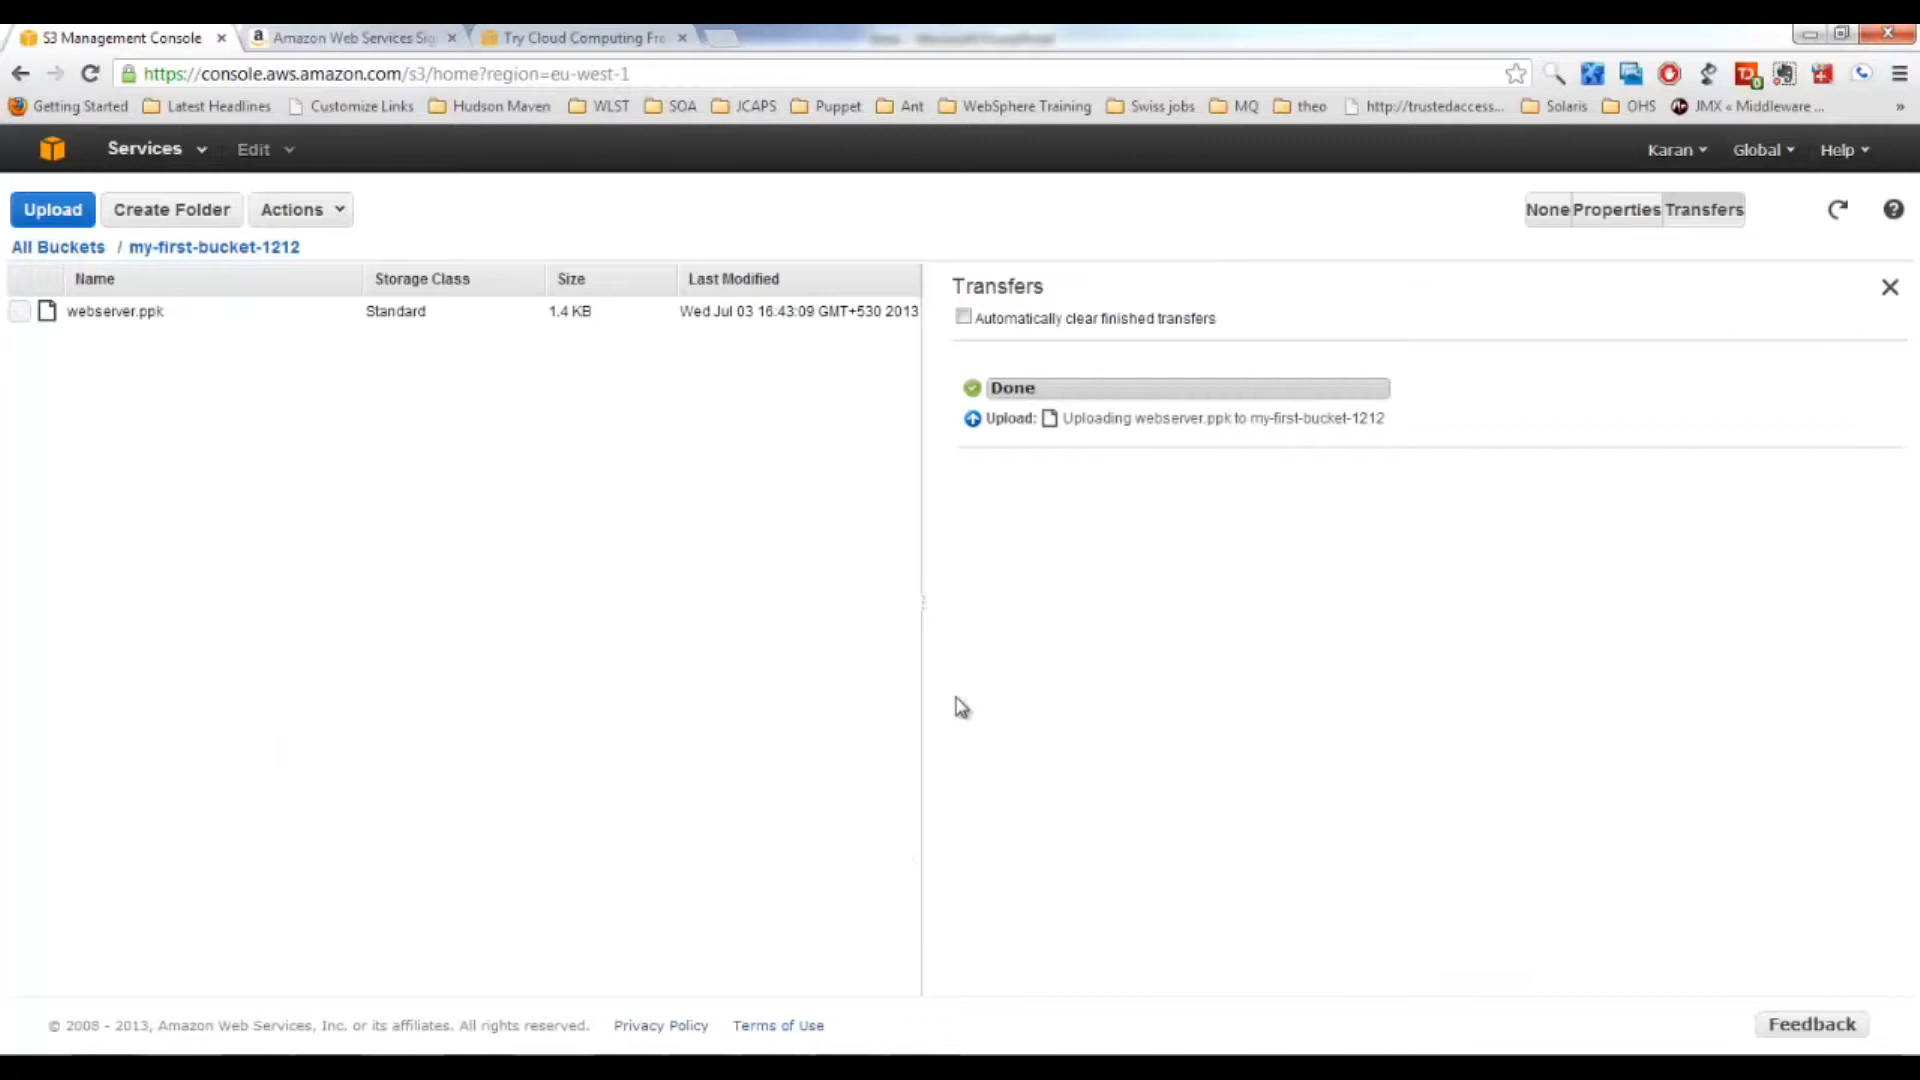 S3 Management Console
Amazon Web Services Sig
Try Cloud Computing Fre
https://console.aws.amazon.com/s3/home?region=eu-west-1
Getting Started
Latest Headlines
Customize Links
Hudson Maven
WLST
SOA
JCAPS
Puppet
Ant
WebSphere Training
Swiss jobs
MQ
theo
http://trustedaccess...
Solaris
OHS
JMX « Middleware ...
»
Services
Edit
Karan
Global
Help
Upload
Create Folder
Actions
None
Properties
Transfers
All Buckets / my-first-bucket-1212
Name
Storage Class
Size
Last Modified
webserver.ppk
Standard
1.4 KB
Wed Jul 03 16:43:09 GMT+530 2013
Transfers
Automatically clear finished transfers
Done
Upload: Uploading webserver.ppk to my-first-bucket-1212
© 2008 - 2013, Amazon Web Services, Inc. or its affiliates. All rights reserved.
Privacy Policy
Terms of Use
Feedback